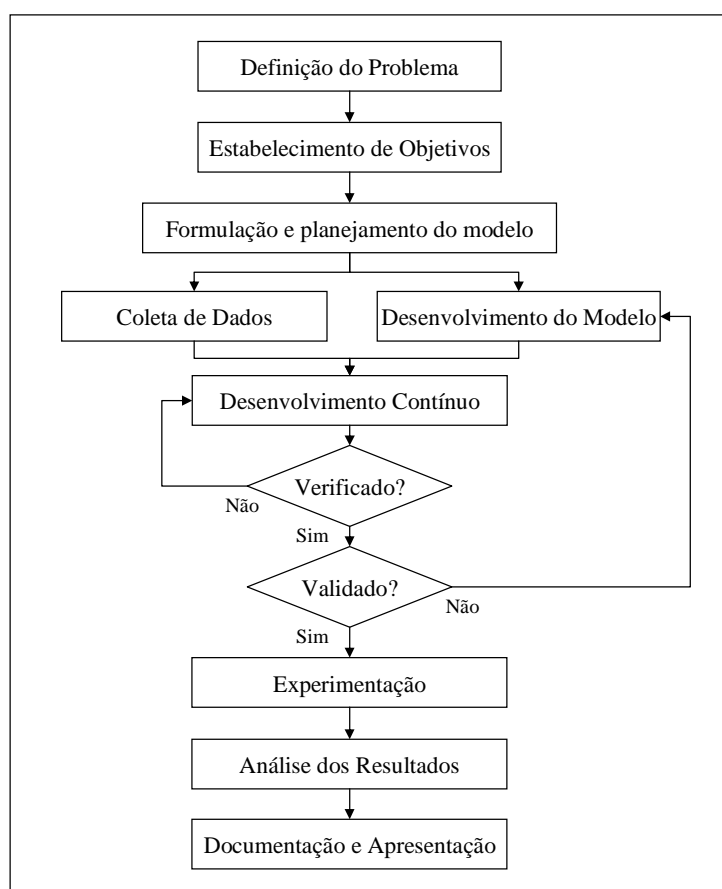 Definição do Problema
Estabelecimento de Objetivos
Formulação e planejamento do modelo
Coleta de Dados
Desenvolvimento do Modelo
Desenvolvimento Contínuo
Verificado?
Não
Sim
Validado?
Não
Sim
Experimentação
Análise dos Resultados
Documentação e Apresentação